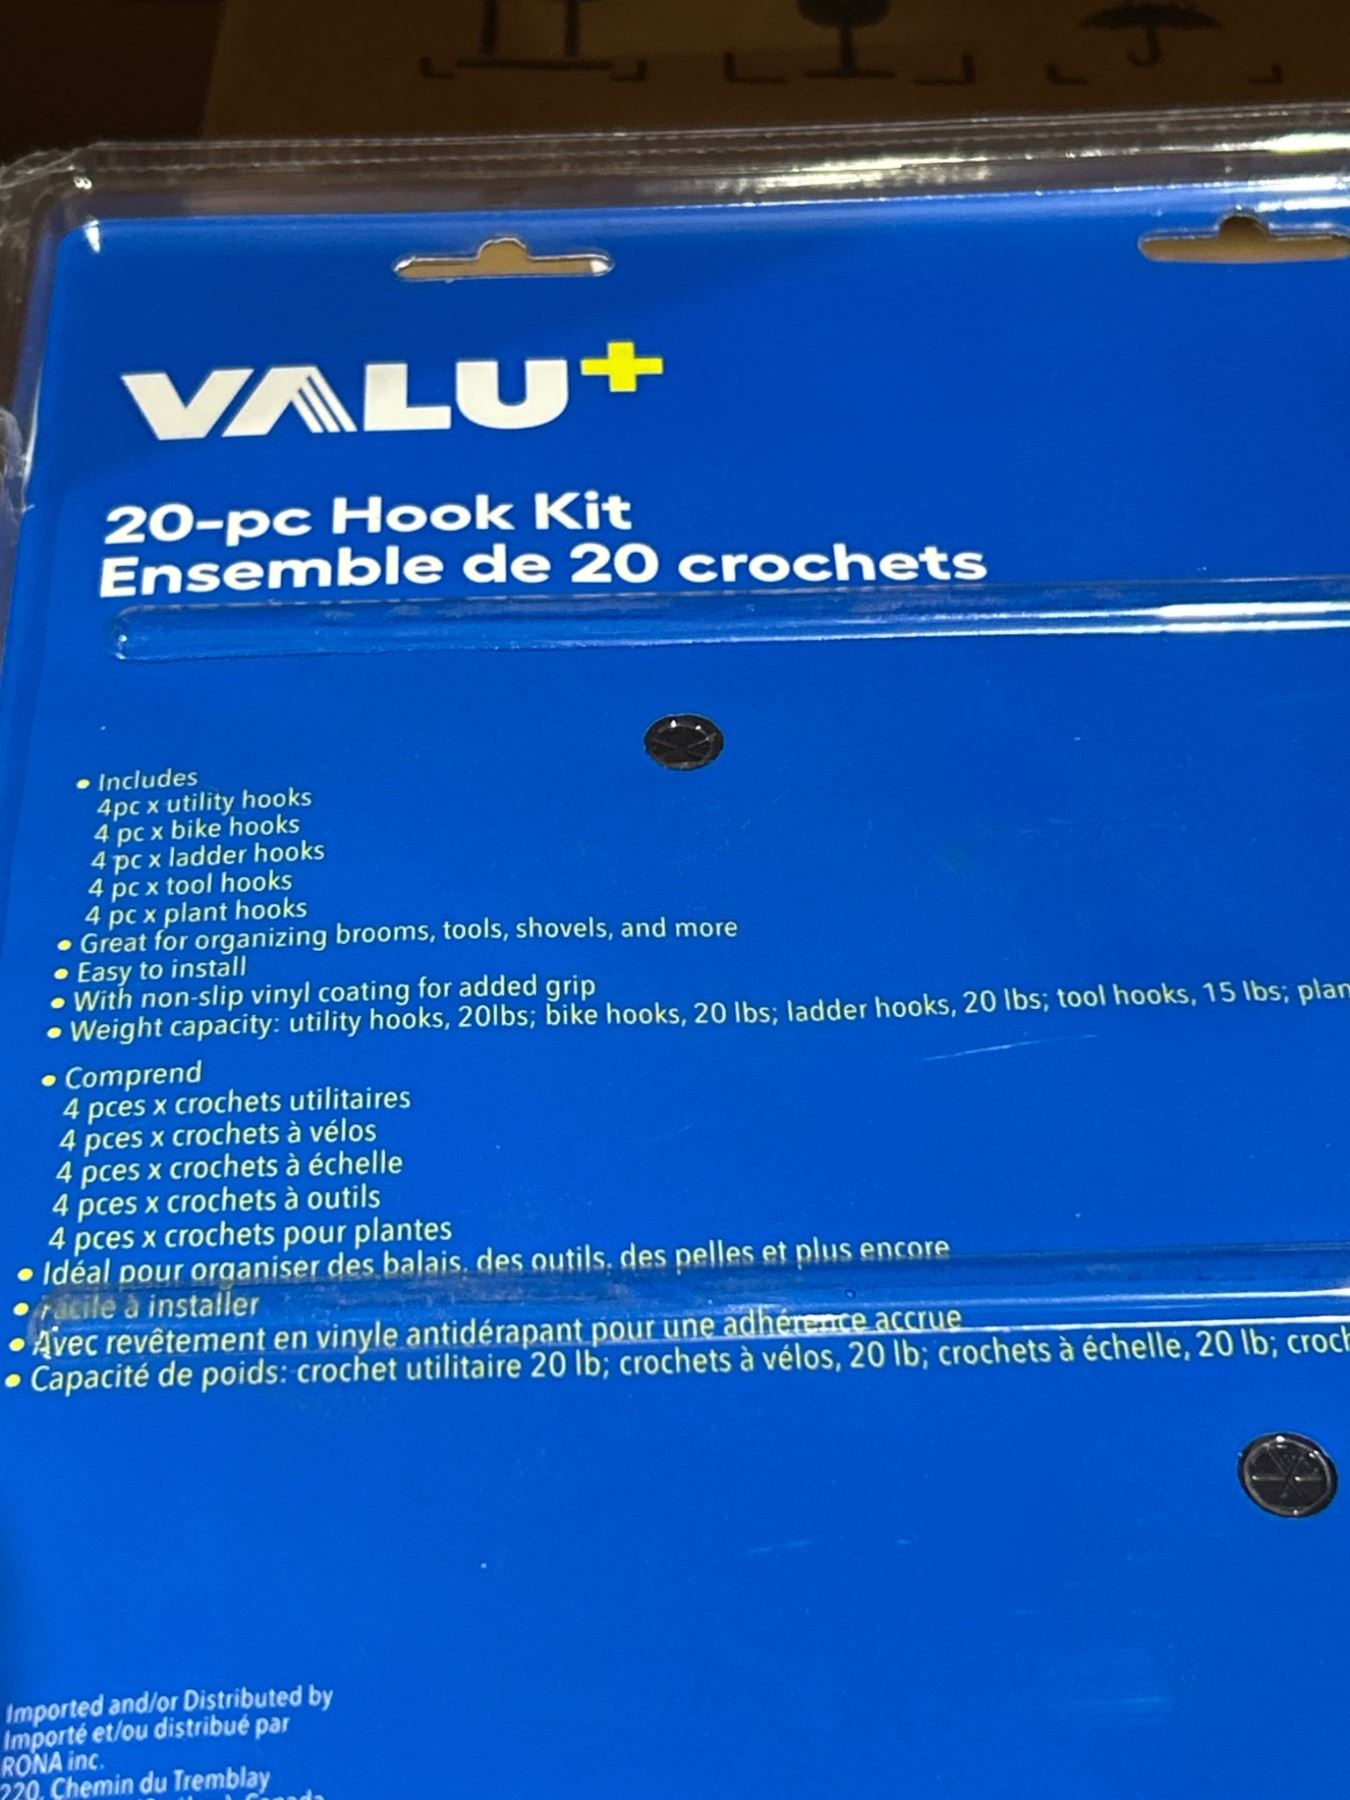 VALU+
20-pc Hook Kit
Ensemble de 20 crochets
• Includes
4pc x utility hooks
4 pc x bike hooks
4 pc x ladder hooks
4 pc x tool hooks
4 pc x plant hooks
• Great for organizing brooms, tools, shovels, and more
• Easy to install
• With non-slip vinyl coating for added grip
• Weight capacity: utility hooks, 20lbs; bike hooks, 20 lbs; ladder hooks, 20 lbs; tool hooks, 15 lbs; plan
• Comprend
4 pces x crochets utilitaires
4 pces x crochets à vélos
4 pces x crochets à échelle
4 pces x crochets à outils
4 pces x crochets pour plantes
• Idéal pour organiser des balais, des outils, des pelles et plus encore
• Facile à installer
• Avec revêtement en vinyle antidérapant pour une adhérence accrue
• Capacité de poids: crochet utilitaire 20 lb; crochets à vélos, 20 lb; crochets à échelle, 20 lb; croch
Imported and/or Distributed by
Importé et/ou distribué par
RONA inc.
220, Chemin du Tremblay